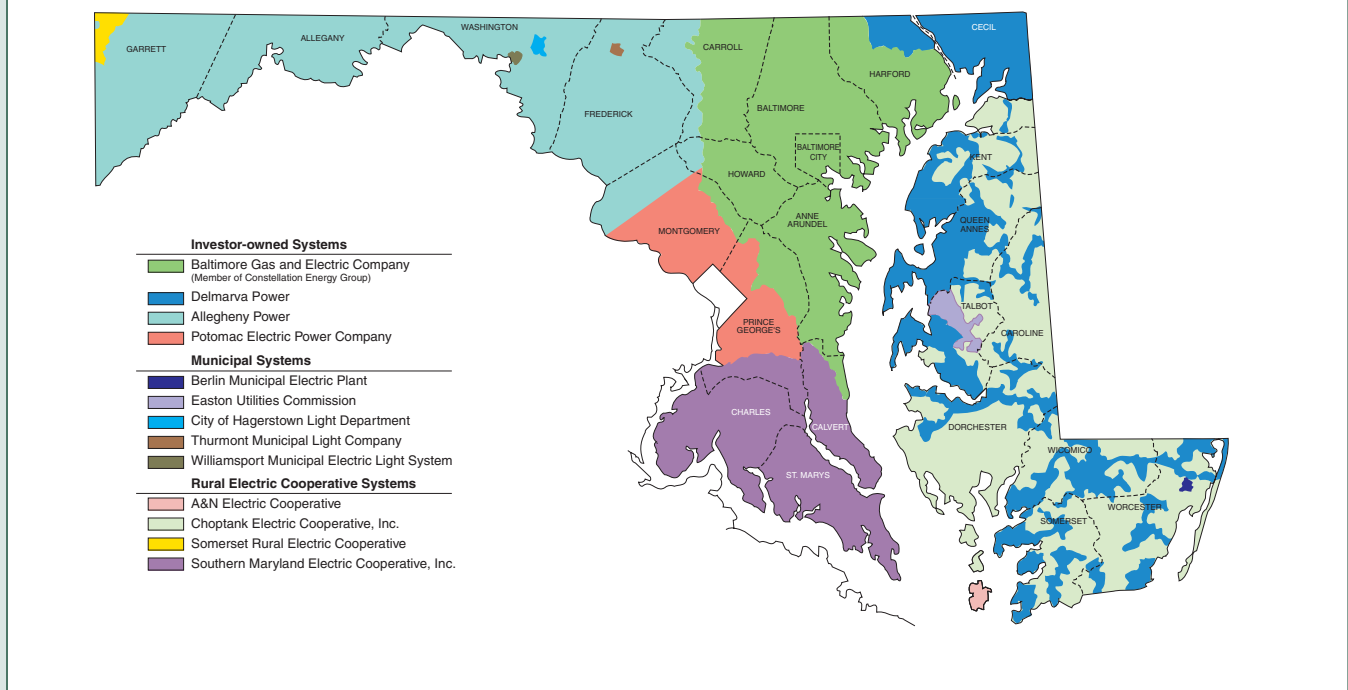 GARRETT
ALLEGANY
WASHINGTON
FREDERICK
CARROLL
BALTIMORE
HARFORD
CECIL
BALTIMORE
CITY
HOWARD
KENT
MONTGOMERY
ANNE
ARUNDEL
QUEEN
ANNES
TALBOT
CAROLINE
PRINCE
GEORGE'S
CHARLES
CALVERT
DORCHESTER
WICOMICO
ST. MARYS
WORCESTER
SOMERSET
Investor-owned Systems
Baltimore Gas and Electric Company
(Member of Constellation Energy Group)
Delmarva Power
Allegheny Power
Potomac Electric Power Company
Municipal Systems
Berlin Municipal Electric Plant
Easton Utilities Commission
City of Hagerstown Light Department
Thurmont Municipal Light Company
Williamsport Municipal Electric Light System
Rural Electric Cooperative Systems
A&N Electric Cooperative
Choptank Electric Cooperative, Inc.
Somerset Rural Electric Cooperative
Southern Maryland Electric Cooperative, Inc.